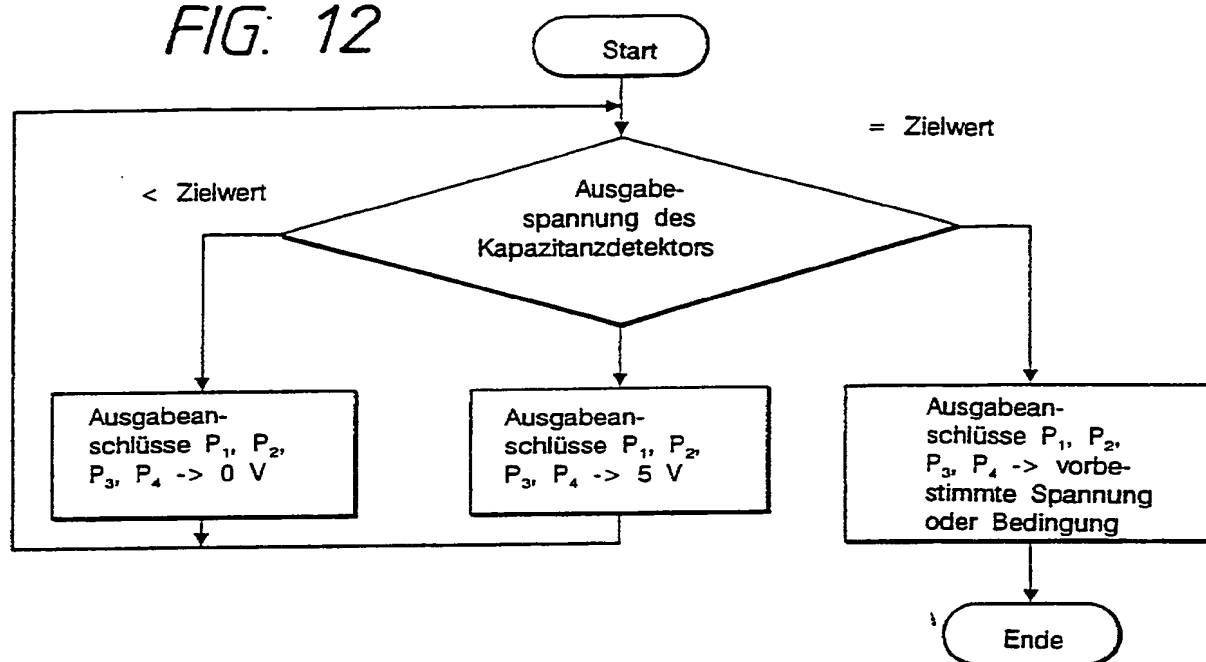 FIG. 12
Start
= Zielwert
< Zielwert
Ausgabe-
spannung des
Kapazitanzdetektors
Ausgabean-
schlüsse P₁, P₂,
P₃, P₄ -> 0 V
Ausgabean-
schlüsse P₁, P₂,
P₃, P₄ -> 5 V
Ausgabean-
schlüsse P₁, P₂,
P₃, P₄ -> vorbe-
stimmte Spannung
oder Bedingung
Ende